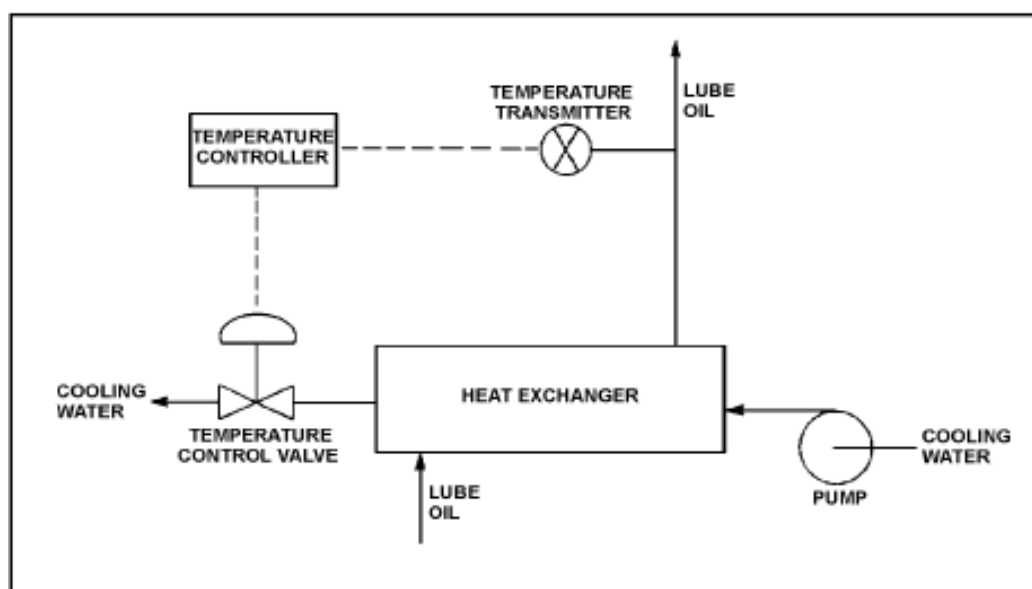 TEMPERATURE
TRANSMITTER
LUBE
OIL
TEMPERATURE
CONTROLLER
COOLING
WATER
TEMPERATURE
CONTROL VALVE
HEAT EXCHANGER
LUBE
OIL
COOLING
WATER
PUMP